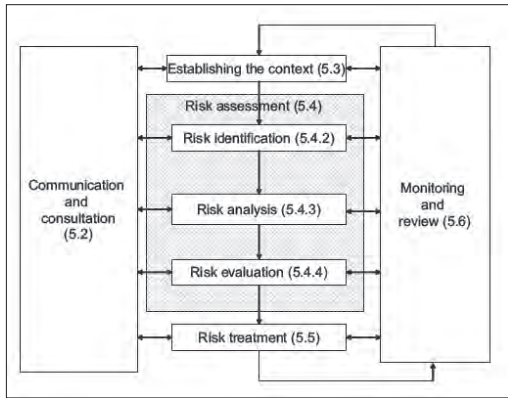 Establishing the context (5.3)
Risk assessment (5.4)
Risk identification (5.4.2)
Risk analysis (5.4.3)
Risk evaluation (5.4.4)
Risk treatment (5.5)
Communication
and
consultation
(5.2)
Monitoring
and
review (5.6)